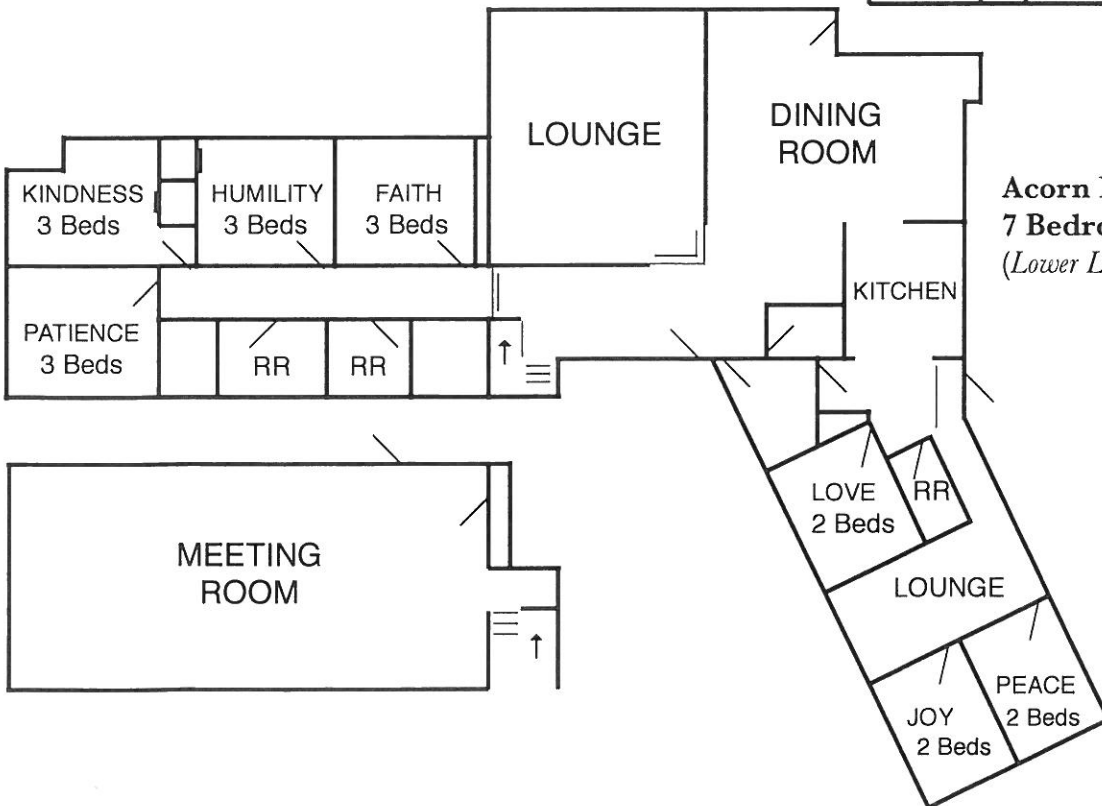 LOUNGE
DINING
ROOM
KINDNESS
3 Beds
HUMILITY
3 Beds
FAITH
3 Beds
Acorn
7
(Lower
KITCHEN
PATIENCE
3 Beds
RR
RR
LOVE
2 Beds
RR
MEETING
ROOM
LOUNGE
PEACE
2 Beds
JOY
2 Beds